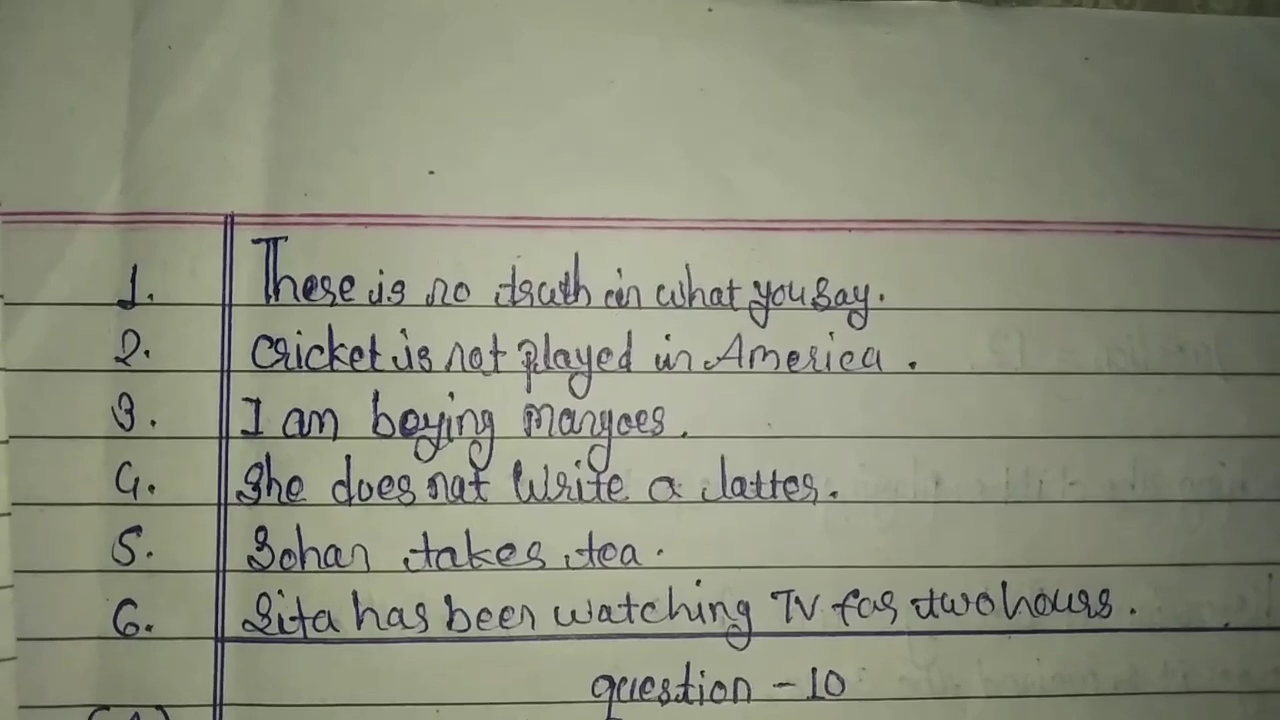 1. There is no truth in what you say.
2. Cricket is not played in America.
3. I am boying mangoes.
4. She does not write a latter.
5. Sohan takes tea.
6. Sita has been watching TV for two hours.
question - 10